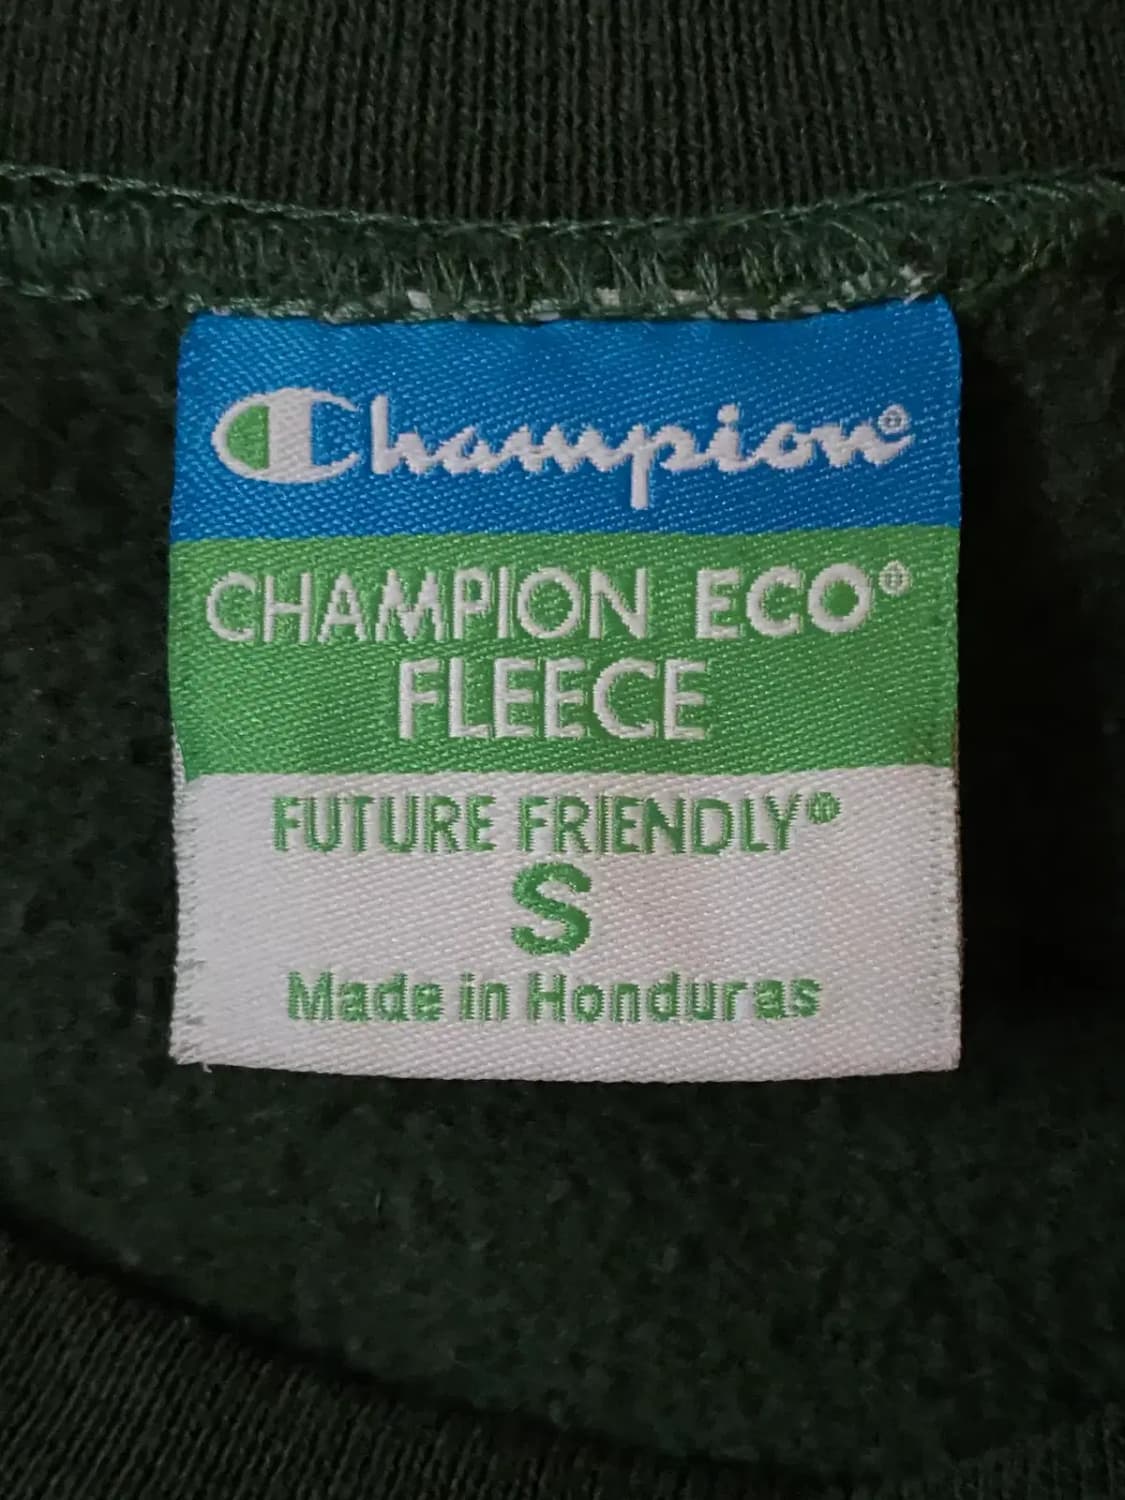 Champion®
CHAMPION ECO®
FLEECE
FUTURE FRIENDLY®
S
Made in Honduras